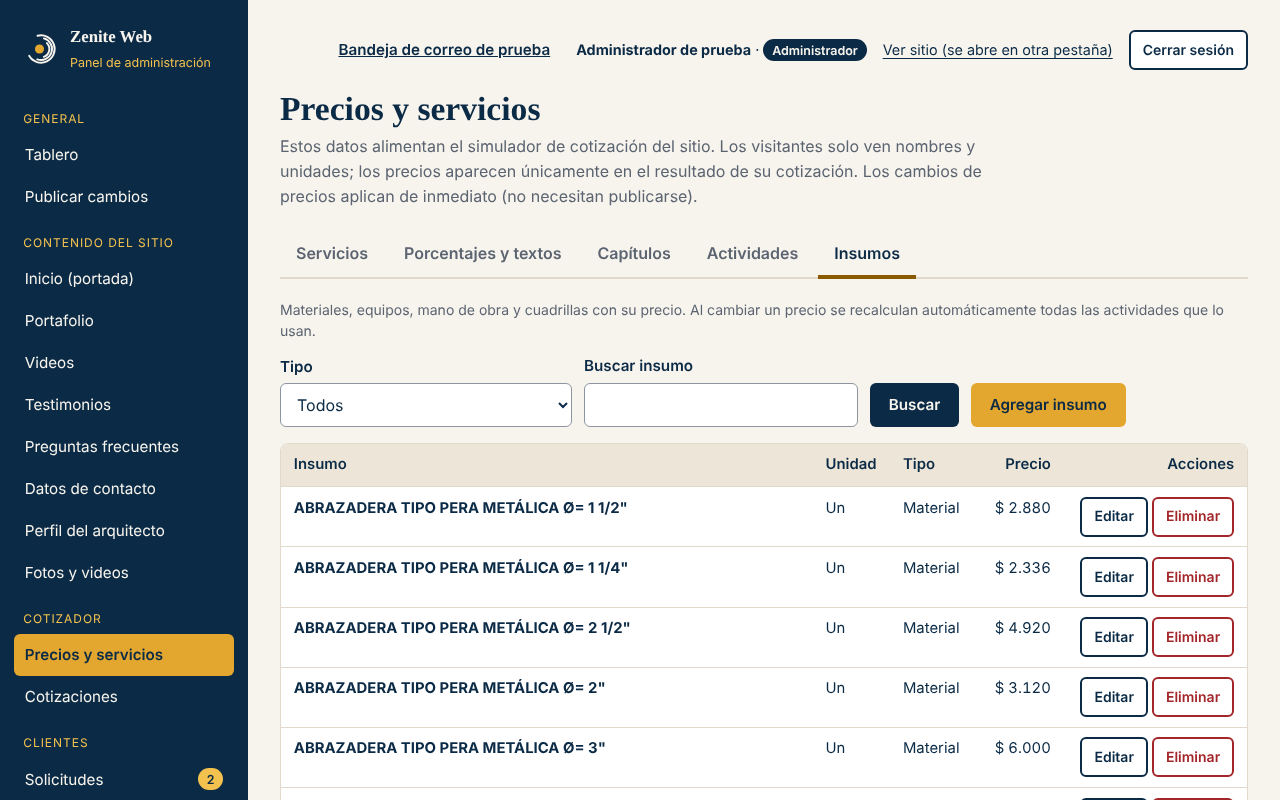 Zenite Web
Panel de administración
GENERAL
Tablero
Publicar cambios
CONTENIDO DEL SITIO
Inicio (portada)
Portafolio
Videos
Testimonios
Preguntas frecuentes
Datos de contacto
Perfil del arquitecto
Fotos y videos
COTIZADOR
Precios y servicios
Cotizaciones
CLIENTES
Solicitudes 2
Bandeja de correo de prueba Administrador de prueba · Administrador Ver sitio (se abre en otra pestaña) Cerrar sesión
Precios y servicios
Estos datos alimentan el simulador de cotización del sitio. Los visitantes solo ven nombres y
unidades; los precios aparecen únicamente en el resultado de su cotización. Los cambios de
precios aplican de inmediato (no necesitan publicarse).
Servicios Porcentajes y textos Capítulos Actividades Insumos
Materiales, equipos, mano de obra y cuadrillas con su precio. Al cambiar un precio se recalculan automáticamente todas las actividades que lo
usan.
Tipo Buscar insumo
Todos Buscar Agregar insumo
Insumo Unidad Tipo Precio Acciones
ABRAZADERA TIPO PERA METÁLICA Ø= 1 1/2" Un Material $ 2.880 Editar Eliminar
ABRAZADERA TIPO PERA METÁLICA Ø= 1 1/4" Un Material $ 2.336 Editar Eliminar
ABRAZADERA TIPO PERA METÁLICA Ø= 2 1/2" Un Material $ 4.920 Editar Eliminar
ABRAZADERA TIPO PERA METÁLICA Ø= 2" Un Material $ 3.120 Editar Eliminar
ABRAZADERA TIPO PERA METÁLICA Ø= 3" Un Material $ 6.000 Editar Eliminar